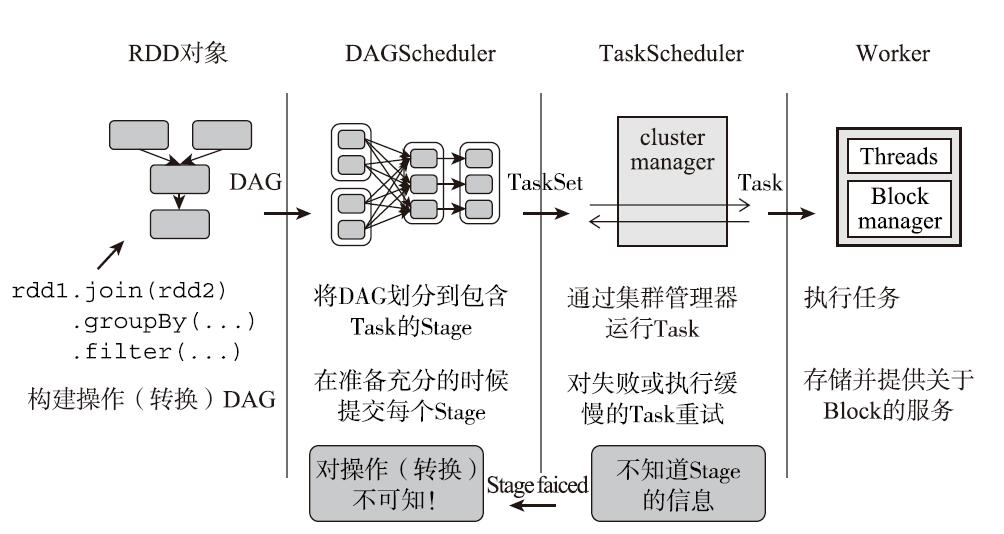 RDD对象
DAGScheduler
TaskScheduler
Worker
DAG
TaskSet
cluster
manager
Task
Threads
Block
manager
rdd1.join(rdd2)
.groupBy(...)
.filter(...)
构建操作（转换）DAG
将DAG划分到包含
Task的Stage
在准备充分的时候
提交每个Stage
对操作（转换）
不可知！
通过集群管理器
运行Task
对失败或执行缓
慢的Task重试
Stage faiced
不知道Stage
的信息
执行任务
存储并提供关于
Block的服务